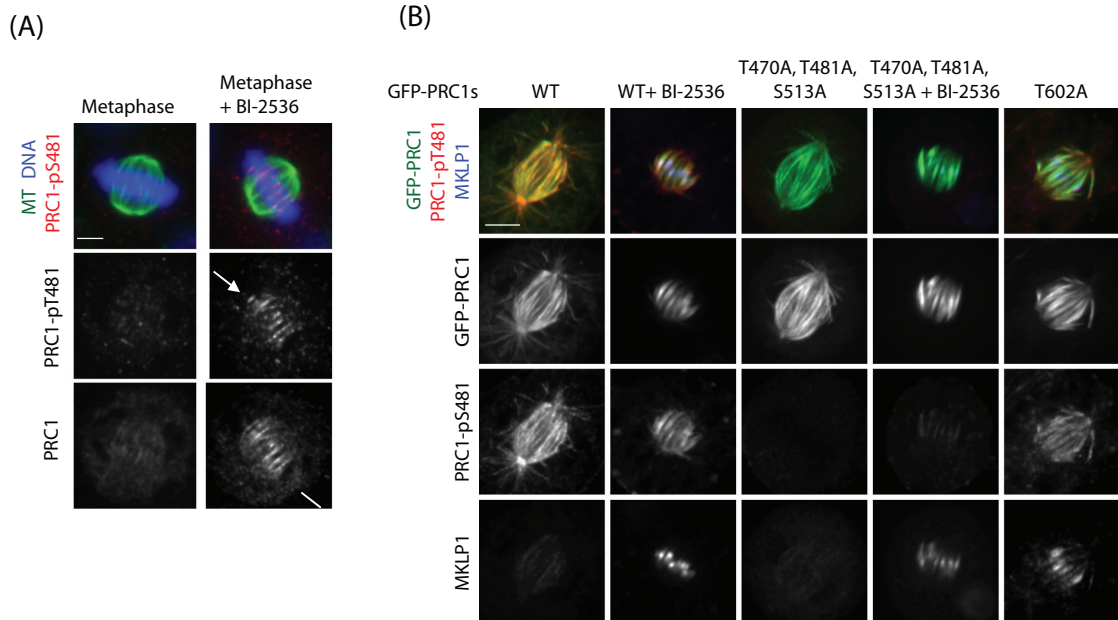 (A)
Metaphase
Metaphase
+ BI-2536
MT DNA
PRC1-pS481
PRC1-pT481
PRC1
(B)
GFP-PRC1s
WT
WT+ BI-2536
T470A, T481A,
S513A
T470A, T481A,
S513A + BI-2536
T602A
GFP-PRC1
PRC1-pT481
MKLP1
GFP-PRC1
PRC1-pS481
MKLP1